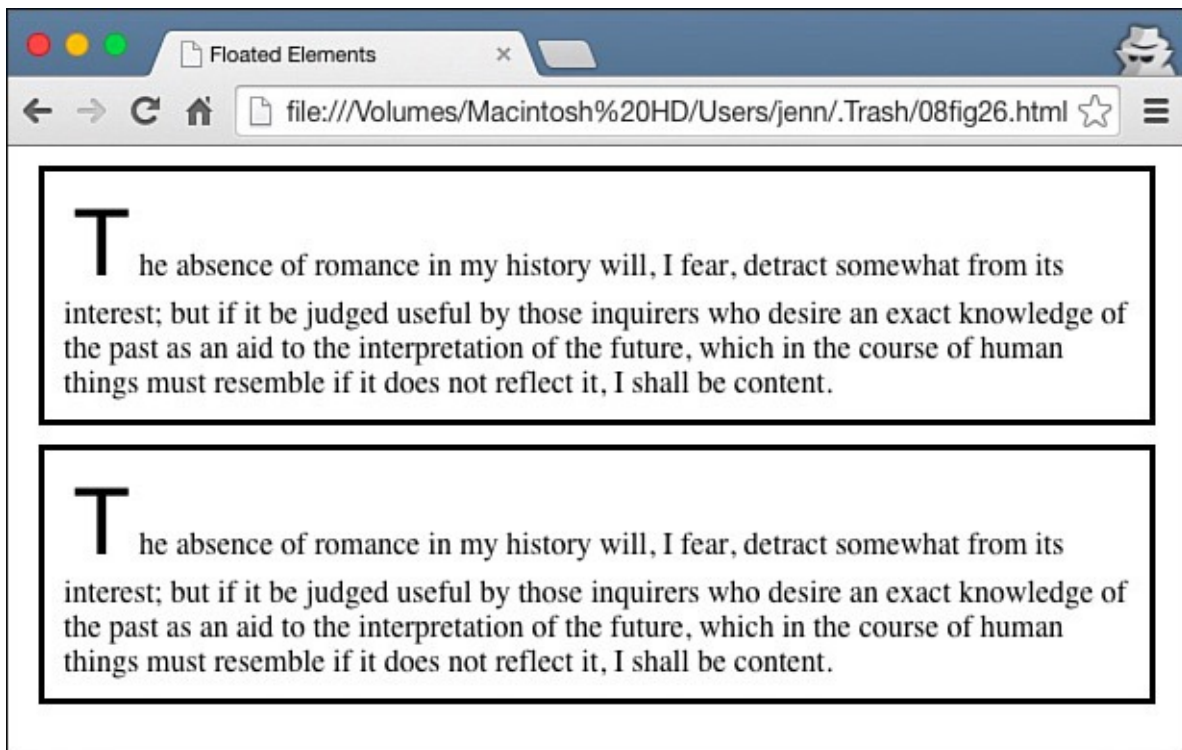 Floated Elements
file:///Volumes/Macintosh%20HD/Users/jenn/.Trash/08fig26.html
The absence of romance in my history will, I fear, detract somewhat from its
interest; but if it be judged useful by those inquirers who desire an exact knowledge of
the past as an aid to the interpretation of the future, which in the course of human
things must resemble if it does not reflect it, I shall be content.
The absence of romance in my history will, I fear, detract somewhat from its
interest; but if it be judged useful by those inquirers who desire an exact knowledge of
the past as an aid to the interpretation of the future, which in the course of human
things must resemble if it does not reflect it, I shall be content.